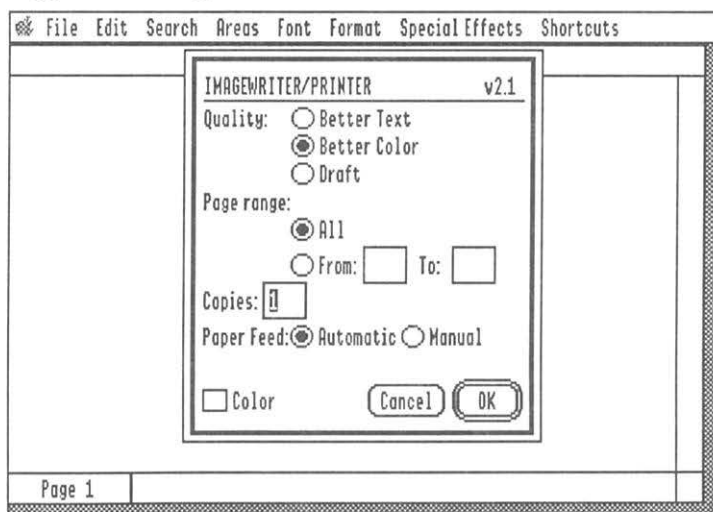 File Edit Search Areas Font Format Special Effects Shortcuts
IMAGEWRITER/PRINTER v2.1
Quality: Better Text
Better Color
Draft
Page range:
All
From: To:
Copies: 1
Paper Feed: Automatic Manual
Color Cancel OK
Page 1